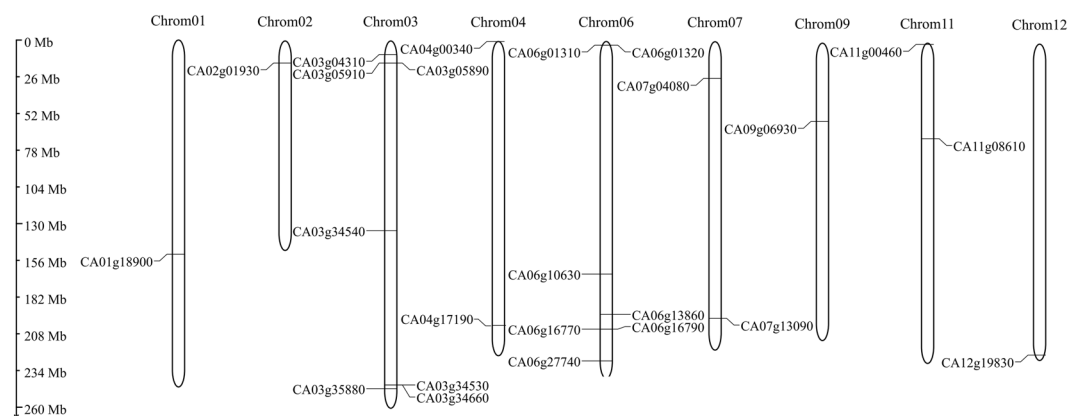 Chrom01 Chrom02 Chrom03 Chrom04 Chrom06 Chrom07 Chrom09 Chrom11 Chrom12
0 Mb
26 Mb
52 Mb
78 Mb
104 Mb
130 Mb
156 Mb
182 Mb
208 Mb
234 Mb
260 Mb
CA01g18900
CA02g01930
CA03g04310
CA03g05910
CA03g05890
CA03g34540
CA03g35880
CA03g34530
CA03g34660
CA04g00340
CA04g17190
CA06g01310
CA06g01320
CA06g10630
CA06g13860
CA06g16770
CA06g16790
CA06g27740
CA07g04080
CA07g13090
CA09g06930
CA11g00460
CA11g08610
CA12g19830